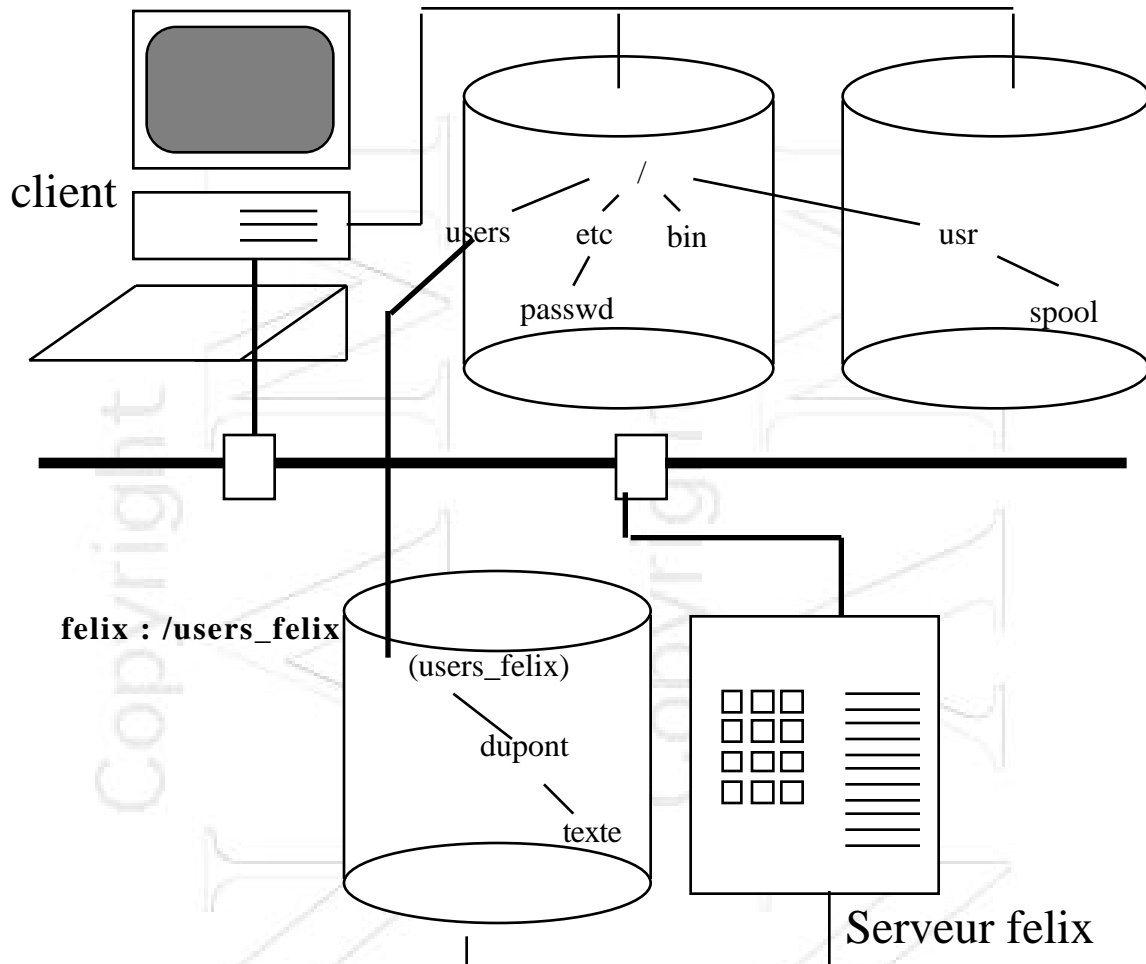 client
/
users
etc
bin
usr
passwd
spool
felix : /users_felix
(users_felix)
dupont
texte
Serveur felix
Copyright
Copyright